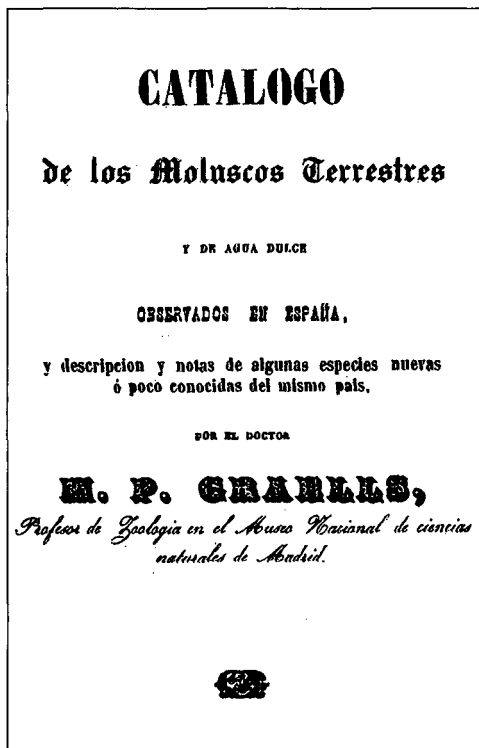 CATALOGO
de los Moluscos Terrestres
Y DE AGUA DULCE
OBSERVADOS EN ESPAÑA,
y descripcion y notas de algunas especies nuevas
ó poco conocidas del mismo pais,
POR EL DOCTOR
M. P. GRAELLS,
Profesor de Zoologia en el Museo Nacional de ciencias
naturales de Madrid.